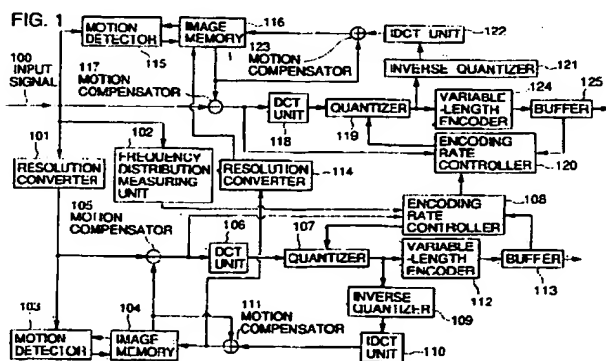 FIG. 1
100
INPUT
SIGNAL
MOTION
DETECTOR
115
IMAGE
MEMORY
116
117
MOTION
COMPENSATOR
123
MOTION
COMPENSATOR
IDCT UNIT
122
INVERSE QUANTIZER
121
DCT
UNIT
118
QUANTIZER
119
124
VARIABLE
-LENGTH
ENCODER
125
BUFFER
ENCODING
RATE
CONTROLLER
120
101
RESOLUTION
CONVERTER
102
FREQUENCY
DISTRIBUTION
MEASURING
UNIT
RESOLUTION
CONVERTER
114
105
MOTION
COMPENSATOR
106
DCT
UNIT
107
QUANTIZER
ENCODING
RATE
CONTROLLER
108
VARIABLE
-LENGTH
ENCODER
112
BUFFER
113
INVERSE
QUANTIZER
109
103
MOTION
DETECTOR
104
IMAGE
MEMORY
111
MOTION
COMPENSATOR
IDCT
UNIT
110